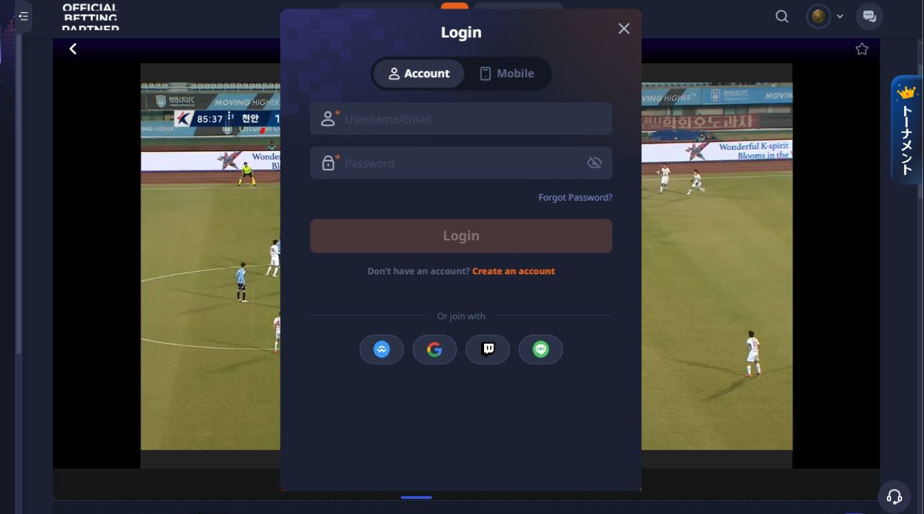 OFFICIAL
BETTING
PARTNER
Login
Account
Mobile
MOVING HIGHER
85:37 천안 1
Username/Email
Password
Forgot Password?
Login
Don't have an account? Create an account
Or join with
MOVING HIGHER
Wonderful K-spirit
Blooms in the
トーナメント